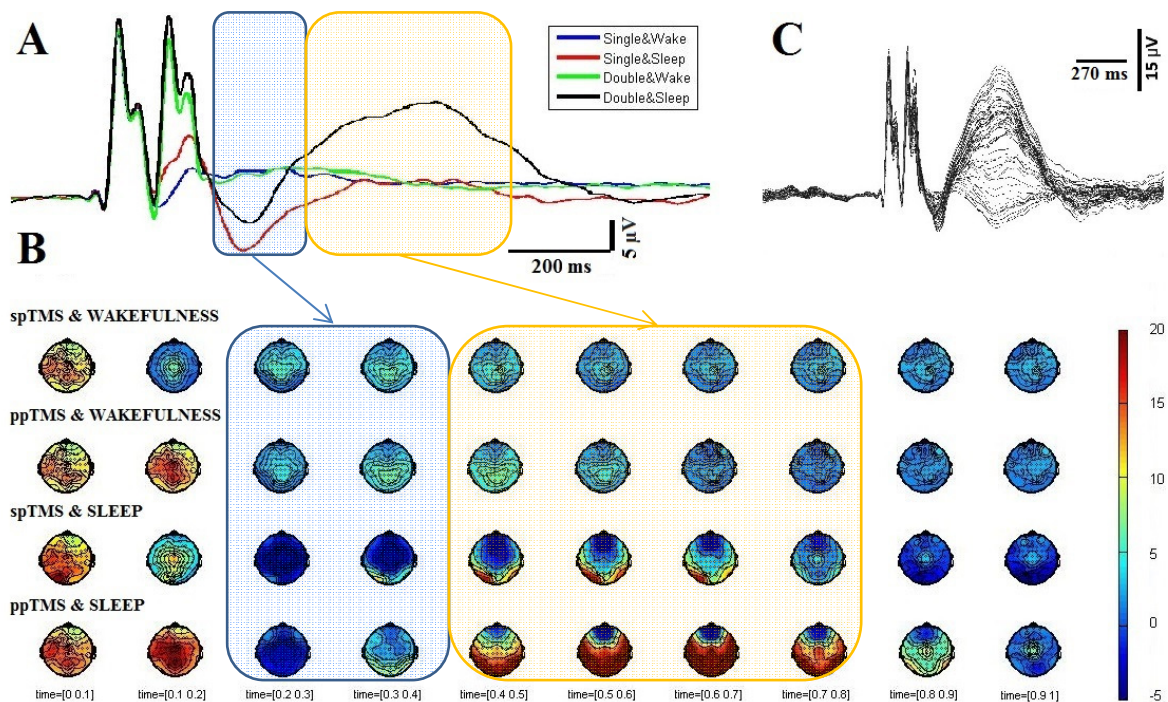 A
Single&Wake
Single&Sleep
Double&Wake
Double&Sleep
200 ms
5 µV
C
270 ms
15 µV
B
spTMS & WAKEFULNESS
ppTMS & WAKEFULNESS
spTMS & SLEEP
ppTMS & SLEEP
time=[0 0.1] time=[0.1 0.2] time=[0.2 0.3] time=[0.3 0.4] time=[0.4 0.5] time=[0.5 0.6] time=[0.6 0.7] time=[0.7 0.8] time=[0.8 0.9] time=[0.9 1]
20
15
10
5
0
-5